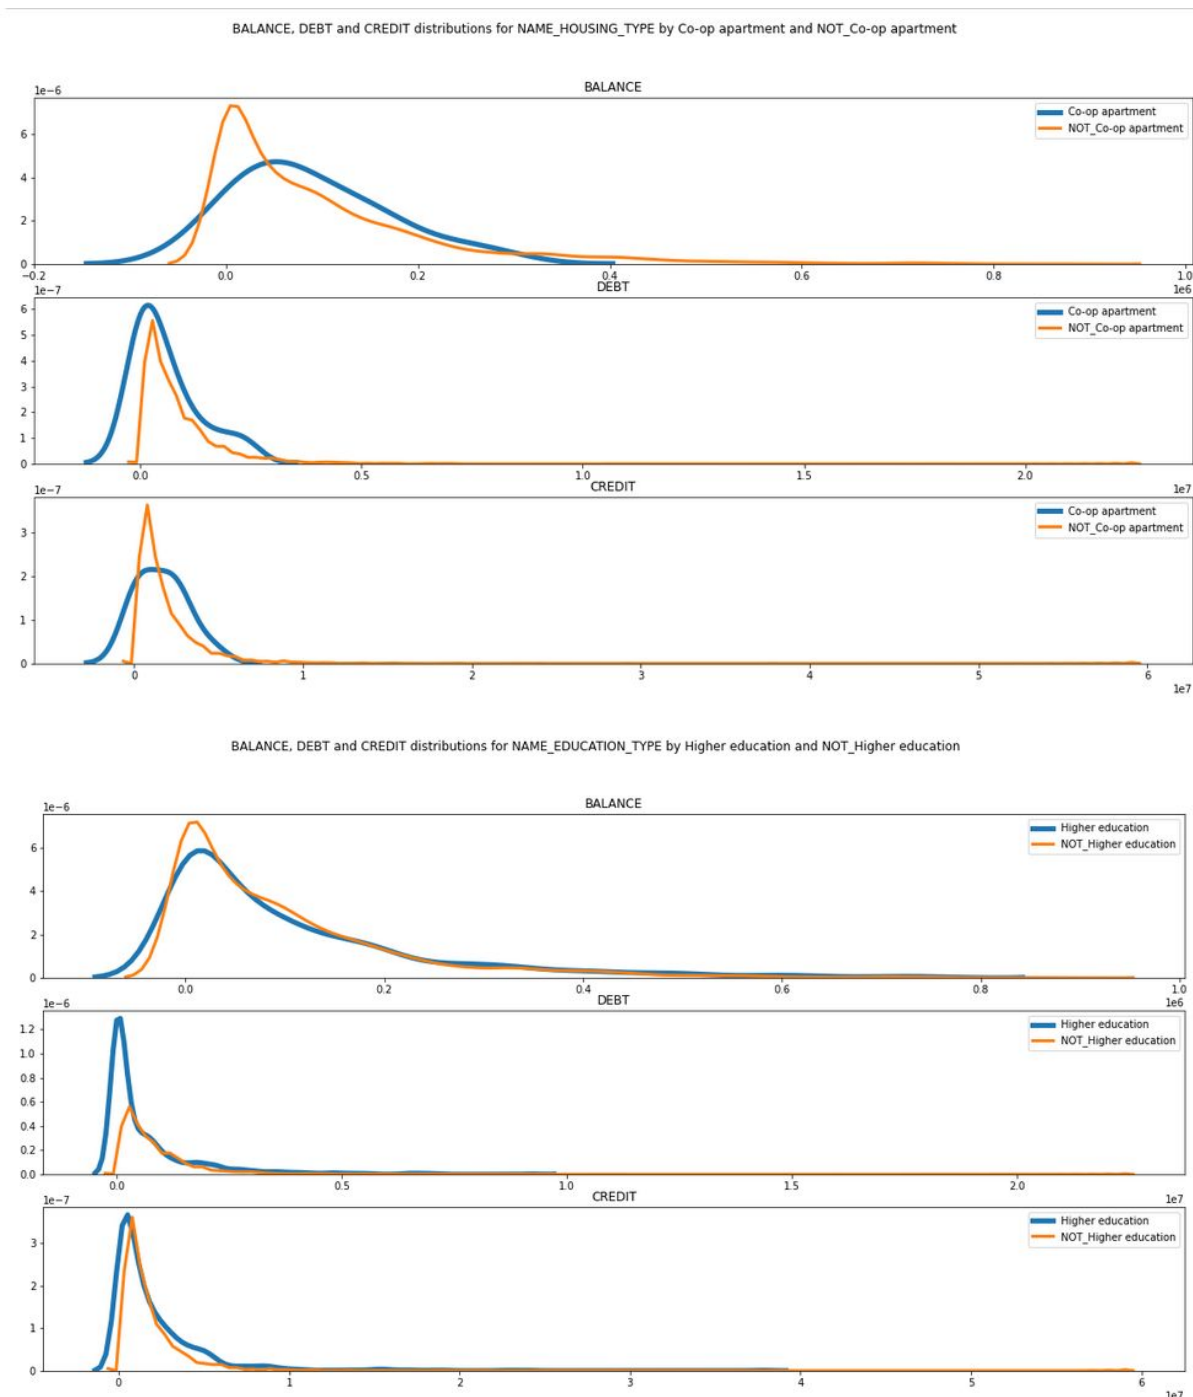 BALANCE, DEBT and CREDIT distributions for NAME_HOUSING_TYPE by Co-op apartment and NOT_Co-op apartment
BALANCE
1e−6
Co-op apartment
NOT_Co-op apartment
6
4
2
0
−0.2 0.0 0.2 0.4 0.6 0.8 1.0
1e6
DEBT
1e−7
Co-op apartment
NOT_Co-op apartment
6
5
4
3
2
1
0
0.0 0.5 1.0 1.5 2.0
1e7
CREDIT
1e−7
Co-op apartment
NOT_Co-op apartment
3
2
1
0
0 1 2 3 4 5 6
1e7
BALANCE, DEBT and CREDIT distributions for NAME_EDUCATION_TYPE by Higher education and NOT_Higher education
BALANCE
1e−6
Higher education
NOT_Higher education
6
4
2
0
0.0 0.2 0.4 0.6 0.8 1.0
1e6
DEBT
1e−6
Higher education
NOT_Higher education
1.2
1.0
0.8
0.6
0.4
0.2
0.0
0.0 0.5 1.0 1.5 2.0
1e7
CREDIT
1e−7
Higher education
NOT_Higher education
3
2
1
0
0 1 2 3 4 5 6
1e7